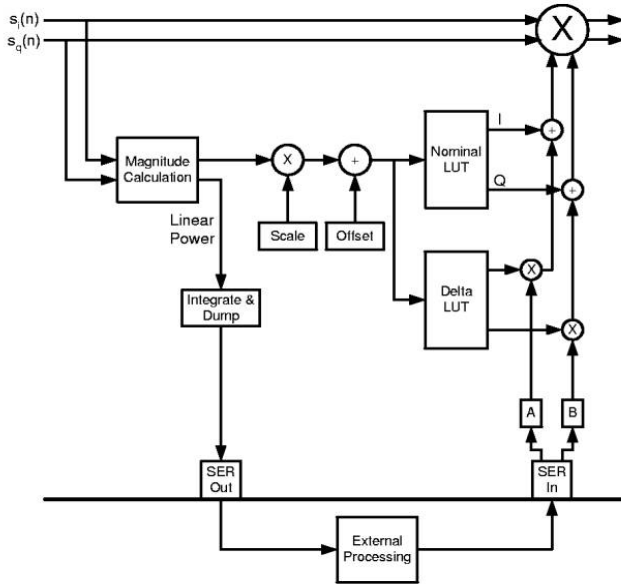 sᵢ(n)
s_q(n)
X
Magnitude
Calculation
X
+
Nominal
LUT
I
Q
+
+
Linear
Power
Scale
Offset
Delta
LUT
X
X
Integrate &
Dump
A
B
SER
Out
SER
In
External
Processing